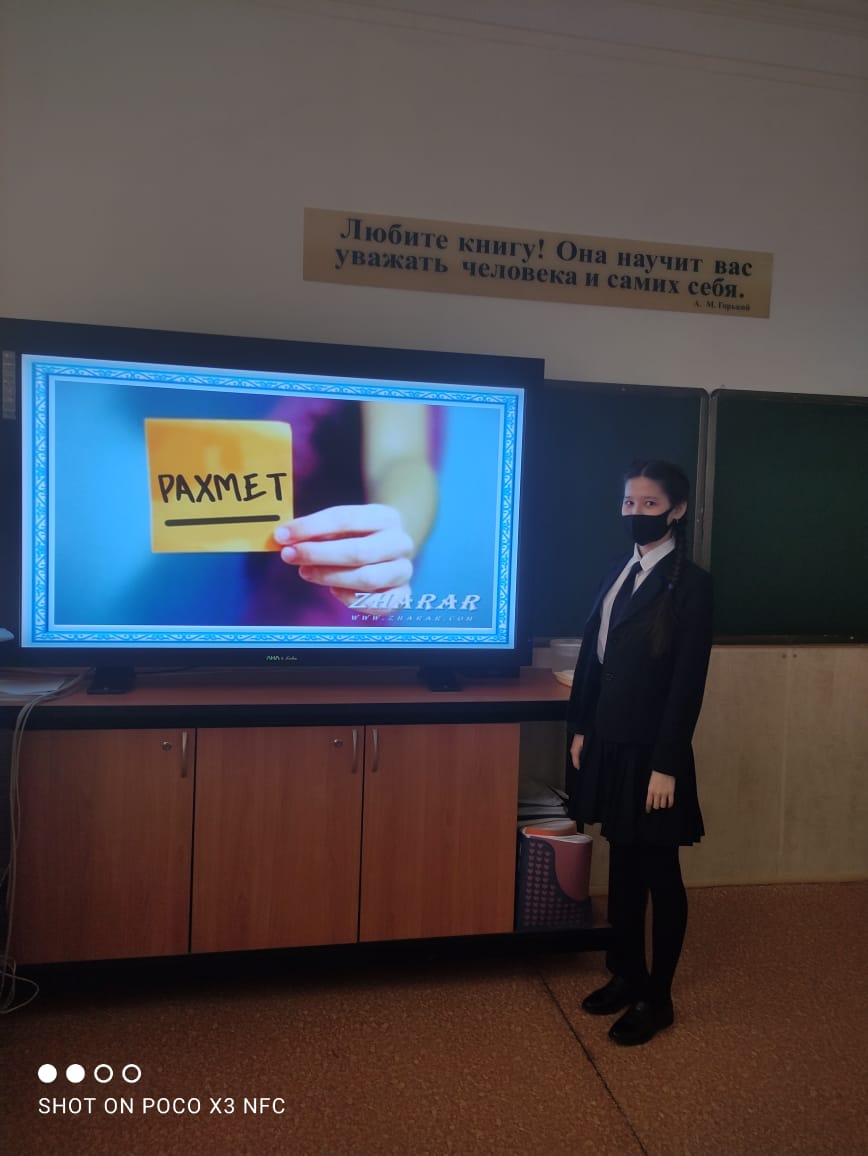 Любите книгу! Она научит вас
уважать человека и самих себя.
А. М. Горький
РАХМЕТ
ZHARAR
WWW.ZHARAR.COM
SHOT ON POCO X3 NFC